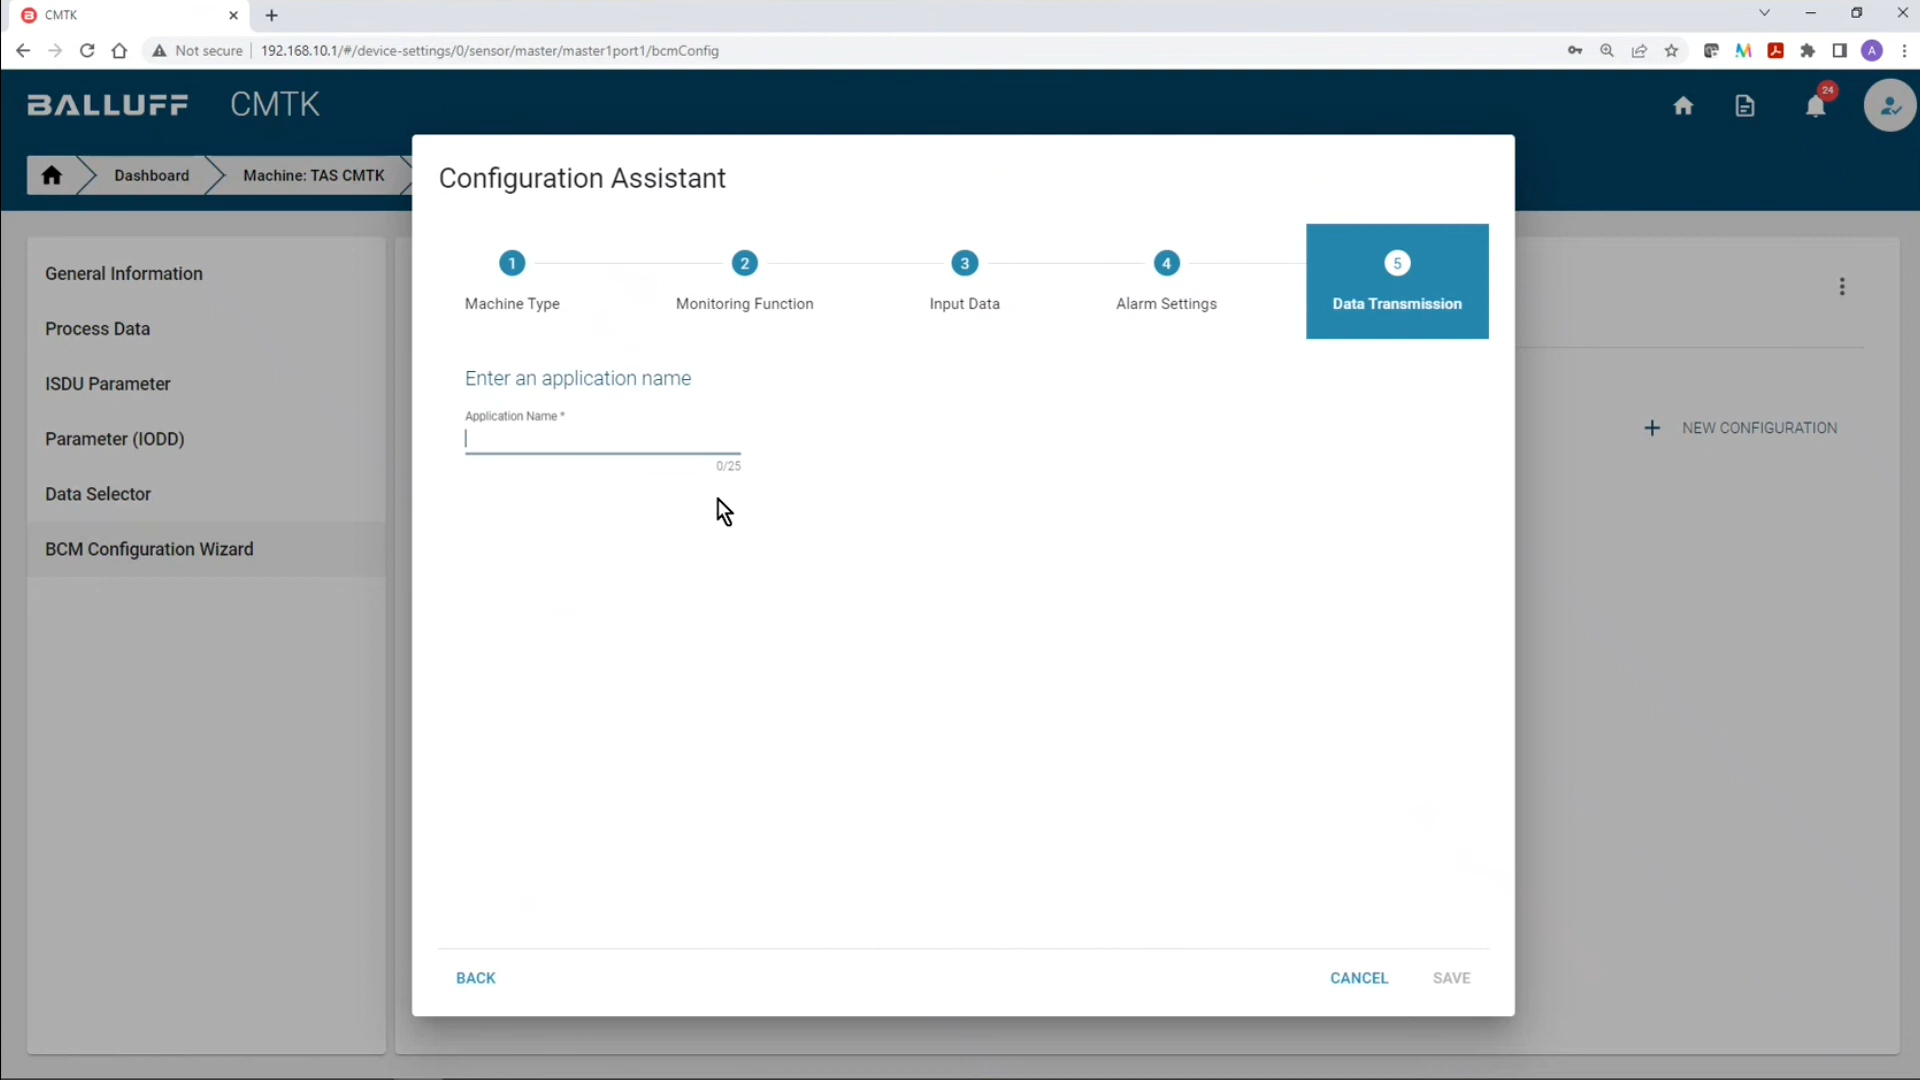 CMTK
Not secure
192.168.10.1/#/device-settings/0/sensor/master/master1port1/bcmConfig
A
BALLUFF
CMTK
24
Dashboard
Machine: TAS CMTK
Configuration Assistant
1
2
3
4
5
Machine Type
Monitoring Function
Input Data
Alarm Settings
Data Transmission
General Information
Process Data
ISDU Parameter
Parameter (IODD)
Data Selector
BCM Configuration Wizard
Enter an application name
Application Name *
0/25
NEW CONFIGURATION
BACK
CANCEL
SAVE